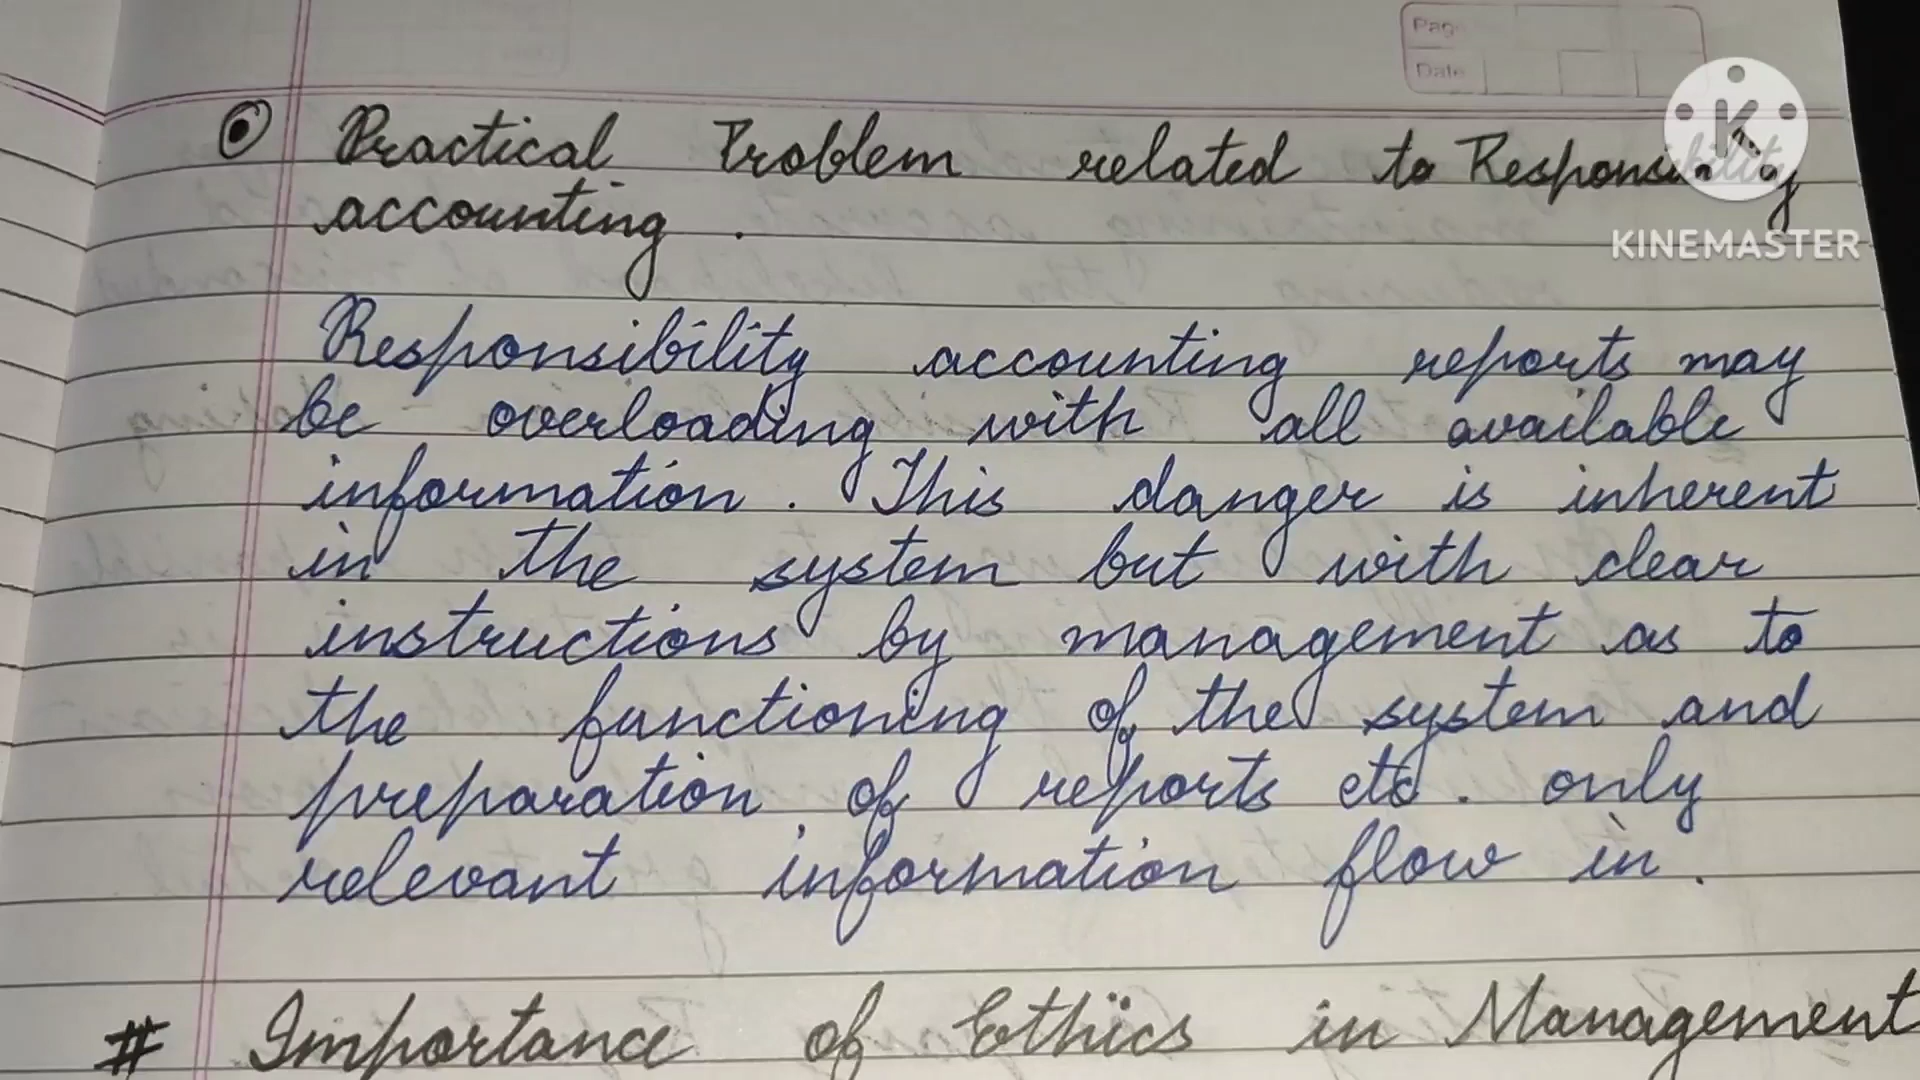 Page
Date
K
KINEMASTER
Practical Problem related to Responsibility
accounting.
Responsibility accounting reports may
be overloading with all available
information. This danger is inherent
in the system but with clear
instructions by management as to
the functioning of the system and
preparation of reports etc. only
relevant information flow in.
# Importance of Ethics in Management